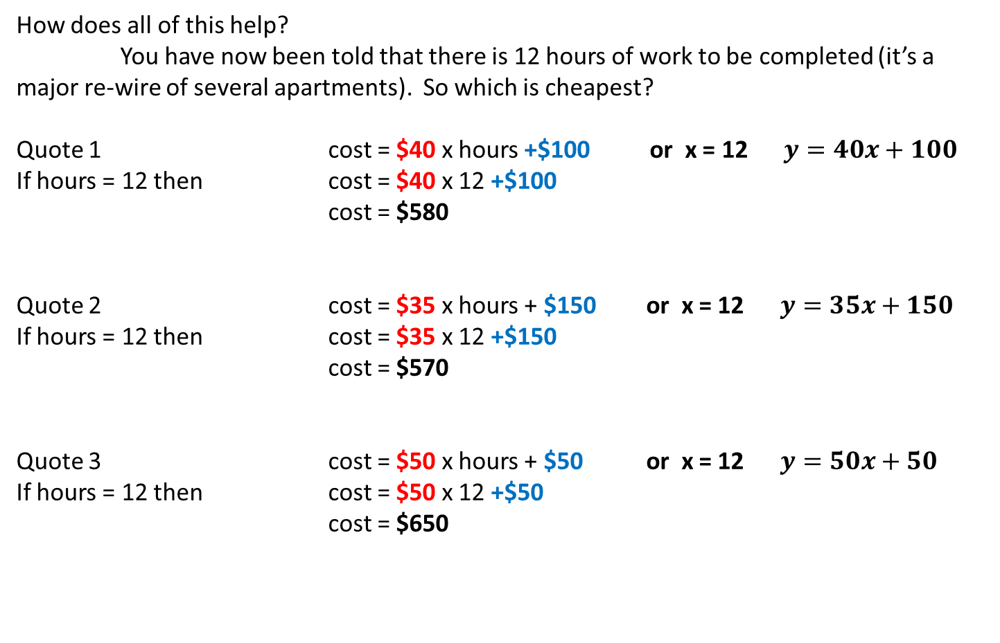 How does all of this help?
You have now been told that there is 12 hours of work to be completed (it’s a
major re-wire of several apartments).  So which is cheapest?
Quote 1 cost = $40 x hours +$100 or x = 12 y = 40x + 100
If hours = 12 then cost = $40 x 12 +$100
cost = $580
Quote 2 cost = $35 x hours + $150 or x = 12 y = 35x + 150
If hours = 12 then cost = $35 x 12 +$150
cost = $570
Quote 3 cost = $50 x hours + $50 or x = 12 y = 50x + 50
If hours = 12 then cost = $50 x 12 +$50
cost = $650